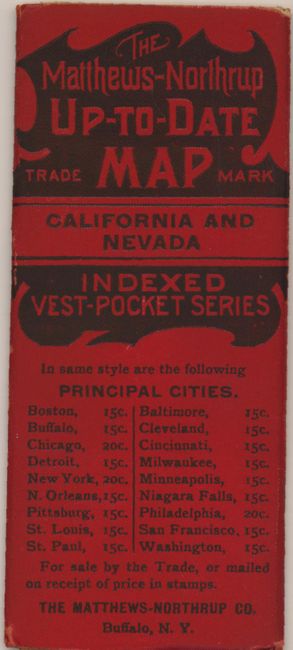 THE
Matthews-Northrup
UP-TO-DATE
TRADE MAP MARK
CALIFORNIA AND
NEVADA
INDEXED
VEST-POCKET SERIES
In same style are the following
PRINCIPAL CITIES.
Boston, 15c. Baltimore, 15c.
Buffalo, 15c. Cleveland, 15c.
Chicago, 20c. Cincinnati, 15c.
Detroit, 15c. Milwaukee, 15c.
New York, 20c. Minneapolis, 15c.
N. Orleans, 15c. Niagara Falls, 15c.
Pittsburg, 15c. Philadelphia, 20c.
St. Louis, 15c. San Francisco, 15c.
St. Paul, 15c. Washington, 15c.
For sale by the Trade, or mailed
on receipt of price in stamps.
THE MATTHEWS-NORTHRUP CO.
Buffalo, N. Y.